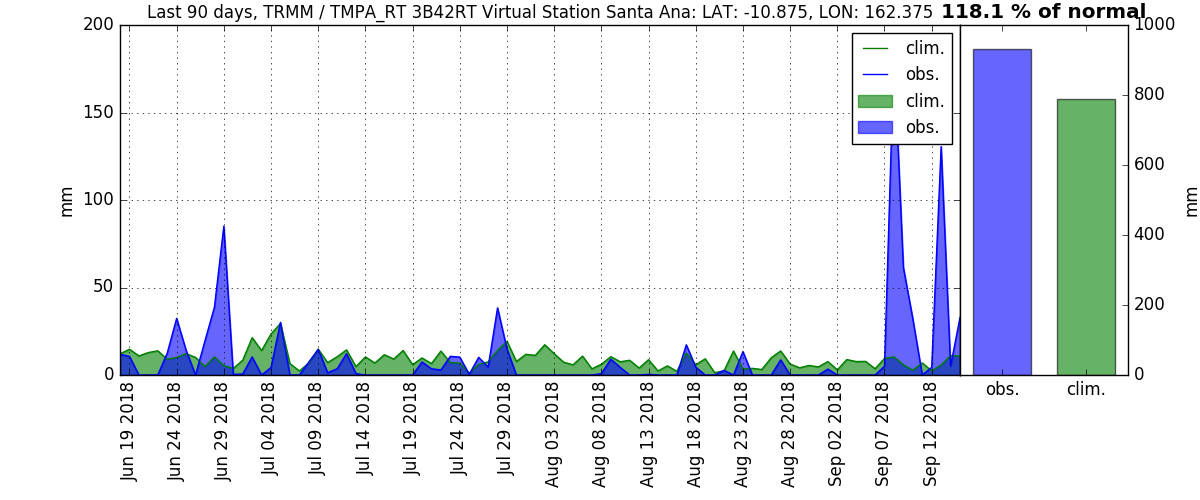 Last 90 days, TRMM / TMPA_RT 3B42RT Virtual Station Santa Ana: LAT: -10.875, LON: 162.375 118.1 % of normal
200
150
100
50
0
mm
clim.
obs.
clim.
obs.
1000
800
600
400
200
0
mm
obs.
clim.
Jun 19 2018
Jun 24 2018
Jun 29 2018
Jul 04 2018
Jul 09 2018
Jul 14 2018
Jul 19 2018
Jul 24 2018
Jul 29 2018
Aug 03 2018
Aug 08 2018
Aug 13 2018
Aug 18 2018
Aug 23 2018
Aug 28 2018
Sep 02 2018
Sep 07 2018
Sep 12 2018